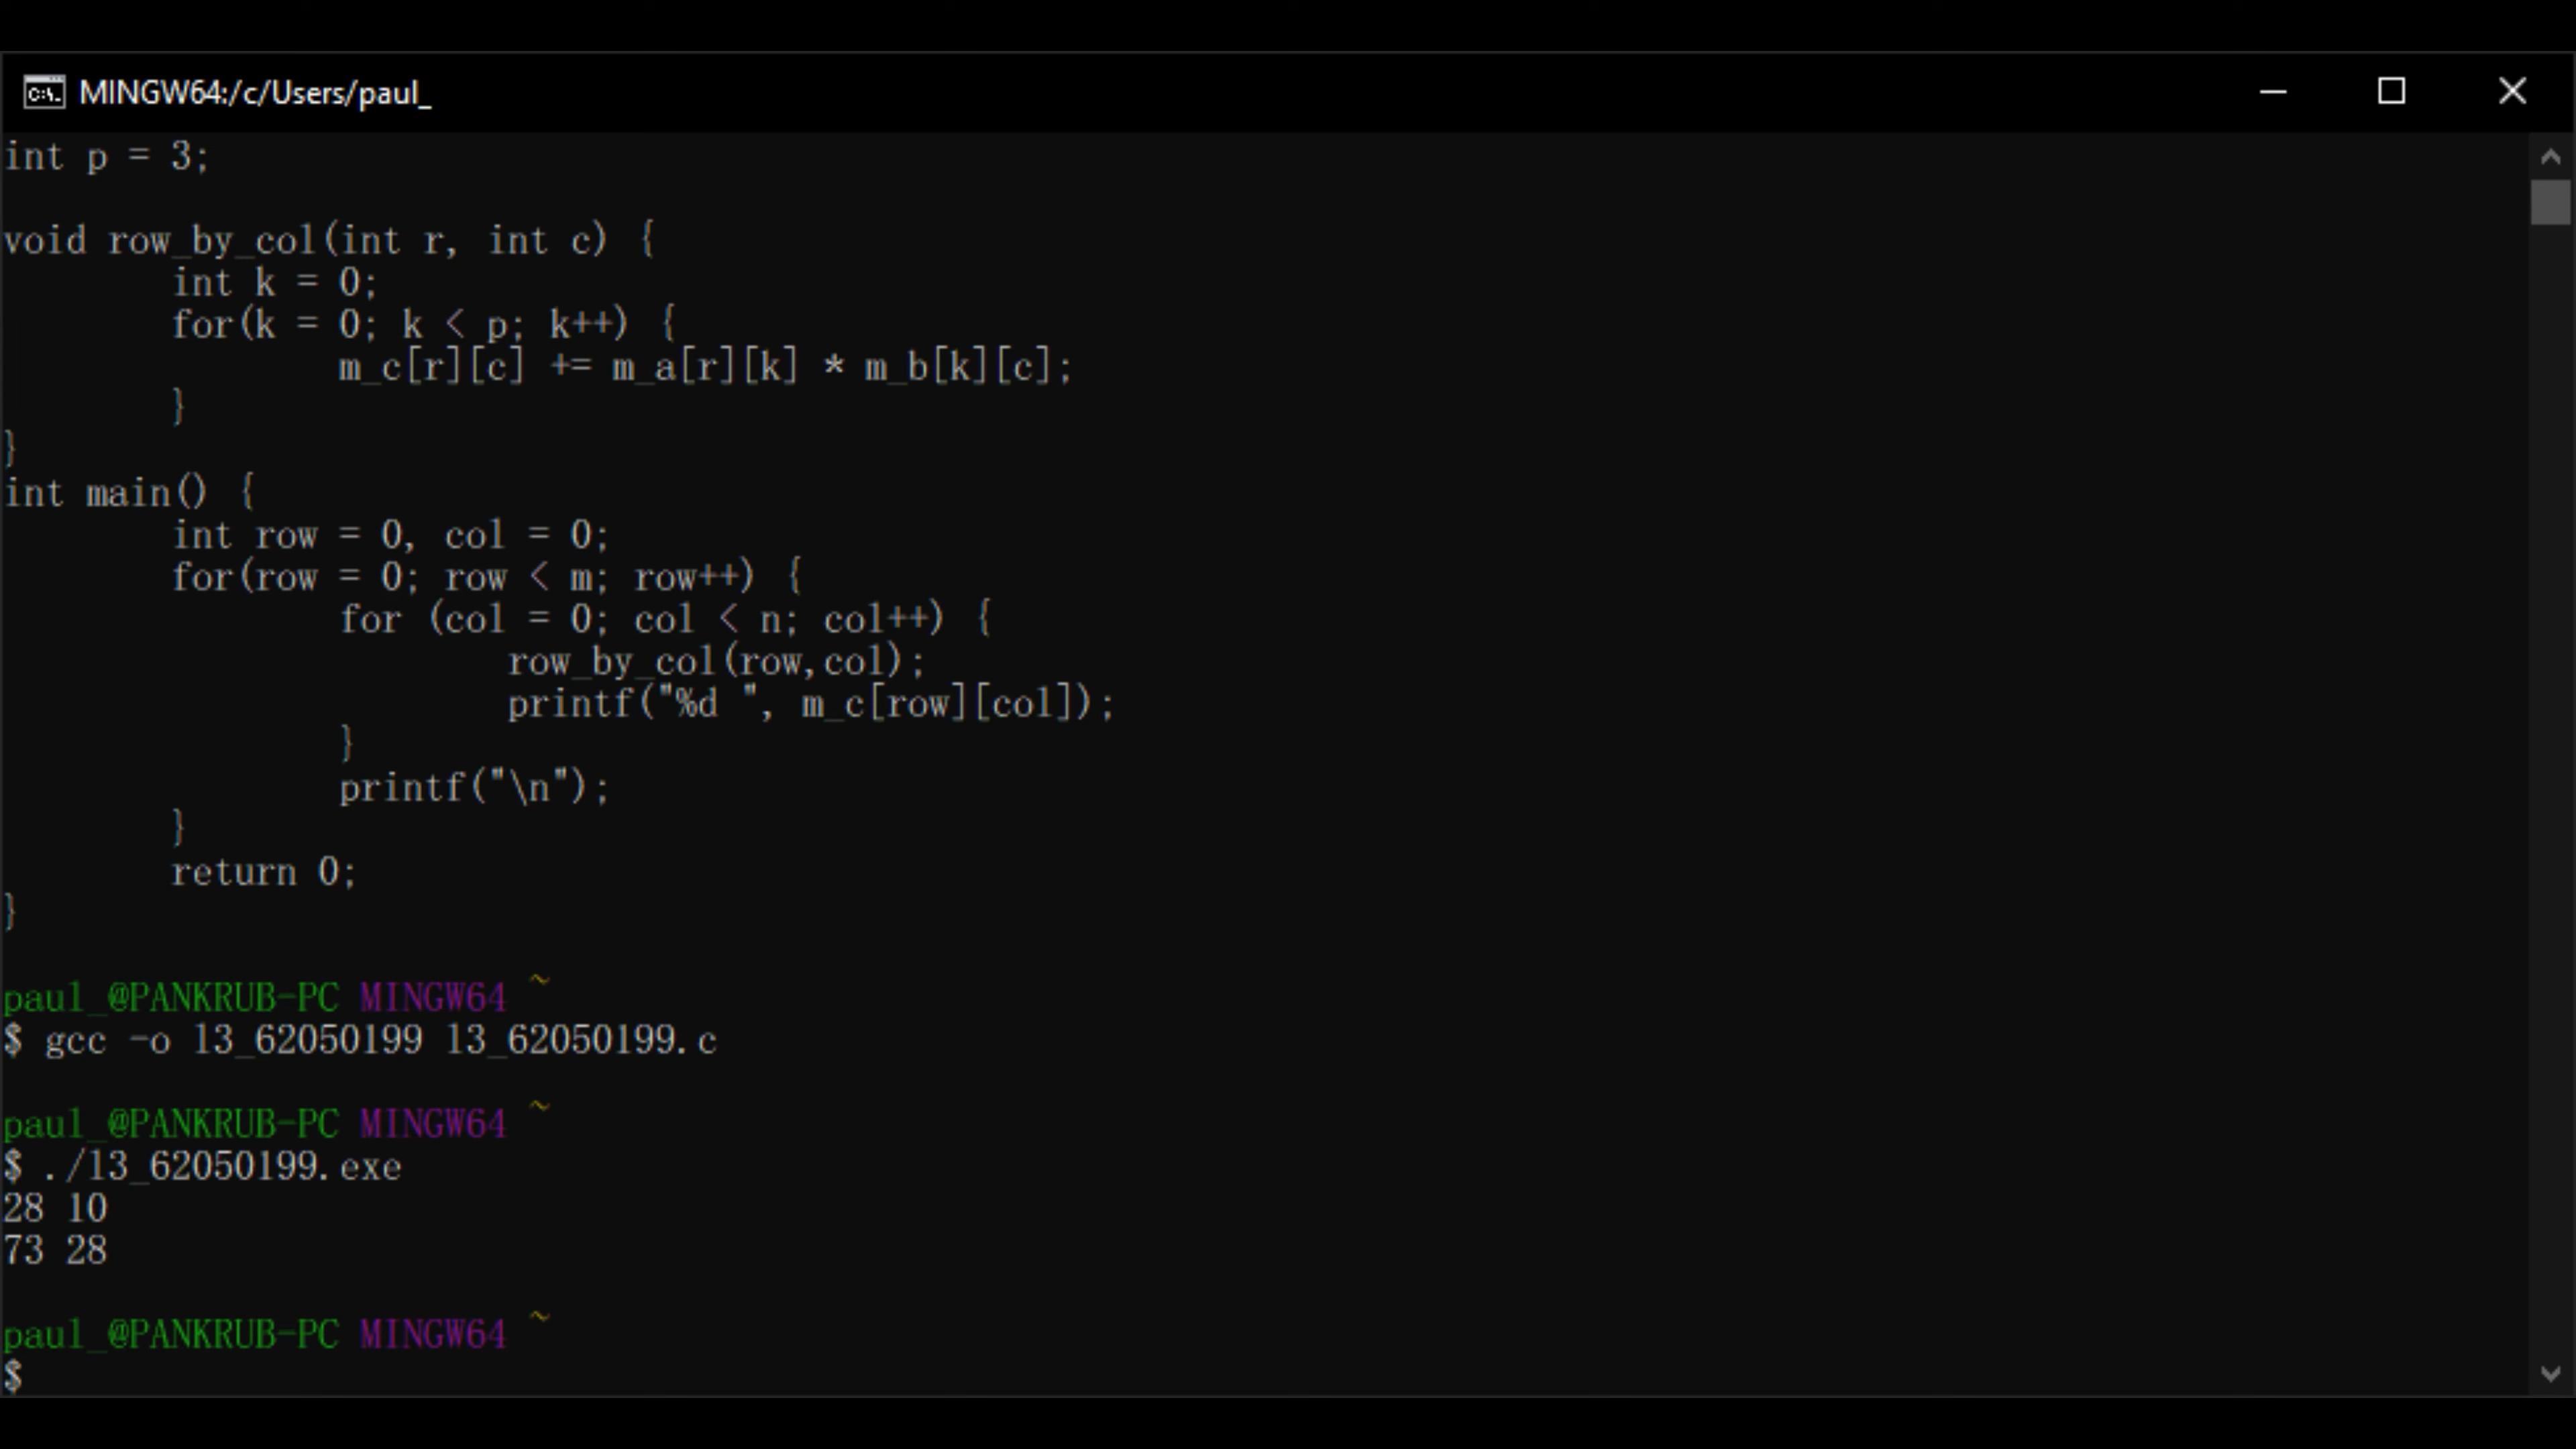 MINGW64:/c/Users/paul_
int p = 3;
void row_by_col(int r, int c) {
        int k = 0;
        for(k = 0; k < p; k++) {
                m_c[r][c] += m_a[r][k] * m_b[k][c];
        }
}
int main() {
        int row = 0, col = 0;
        for(row = 0; row < m; row++) {
                for (col = 0; col < n; col++) {
                        row_by_col(row,col);
                        printf("%d ", m_c[row][col]);
                }
                printf("\n");
        }
        return 0;
}
paul_@PANKRUB-PC MINGW64 ~
$ gcc -o l3_62050199 l3_62050199.c
paul_@PANKRUB-PC MINGW64 ~
$ ./l3_62050199.exe
28 10
73 28
paul_@PANKRUB-PC MINGW64 ~
$